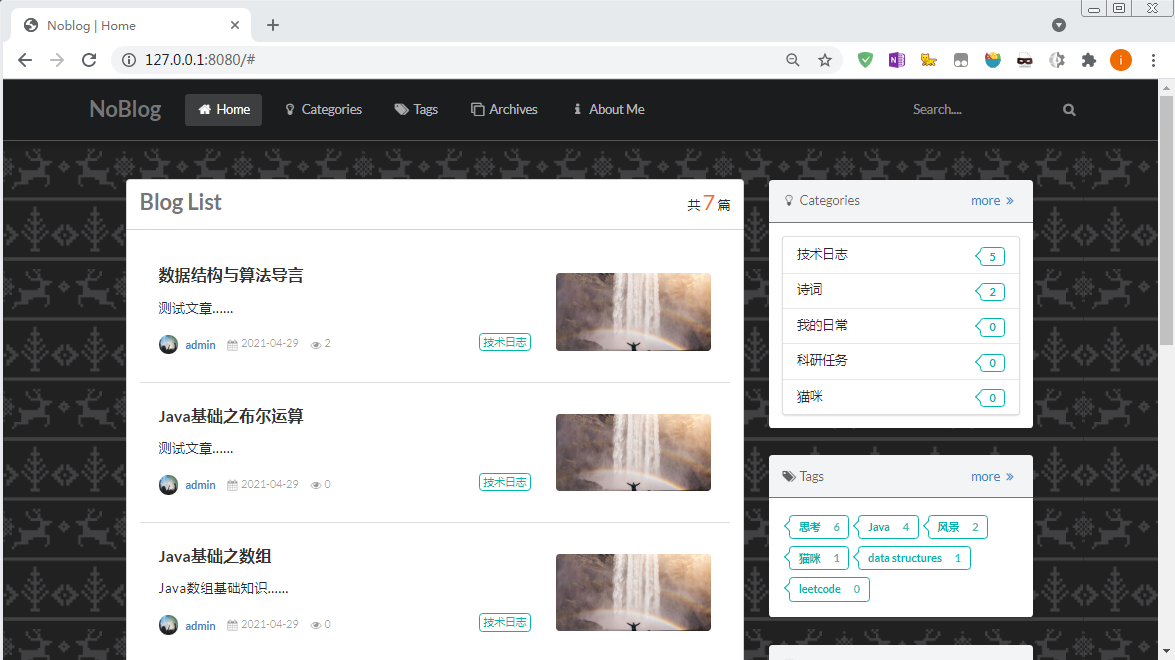 Noblog | Home
127.0.0.1:8080/#
NoBlog Home Categories Tags Archives About Me Search....
Blog List 共 7 篇
数据结构与算法导言
测试文章......
admin 2021-04-29 2 技术日志
Java基础之布尔运算
测试文章......
admin 2021-04-29 0 技术日志
Java基础之数组
Java数组基础知识......
admin 2021-04-29 0 技术日志
Categories more »
技术日志 5
诗词 2
我的日常 0
科研任务 0
猫咪 0
Tags more »
思考 6 Java 4 风景 2
猫咪 1 data structures 1
leetcode 0